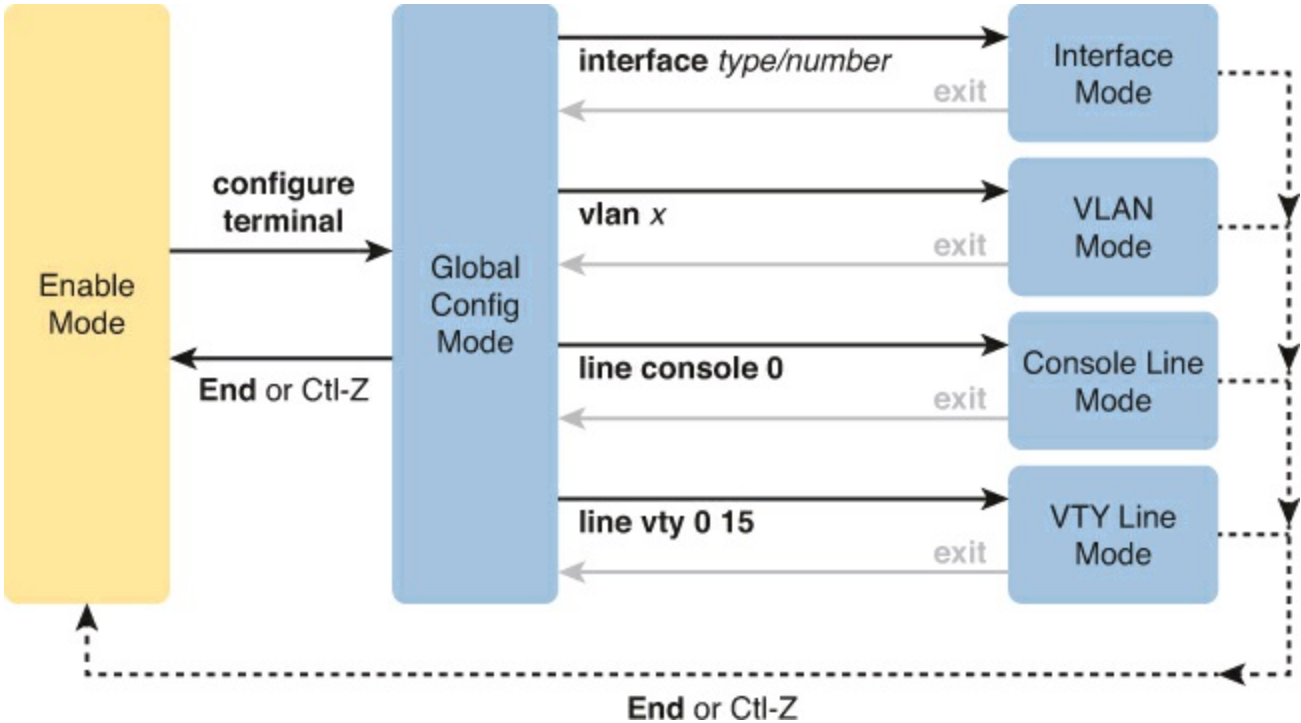 Enable
Mode
configure
terminal
End or Ctl-Z
Global
Config
Mode
interface type/number
exit
Interface
Mode
vlan x
exit
VLAN
Mode
line console 0
exit
Console Line
Mode
line vty 0 15
exit
VTY Line
Mode
End or Ctl-Z